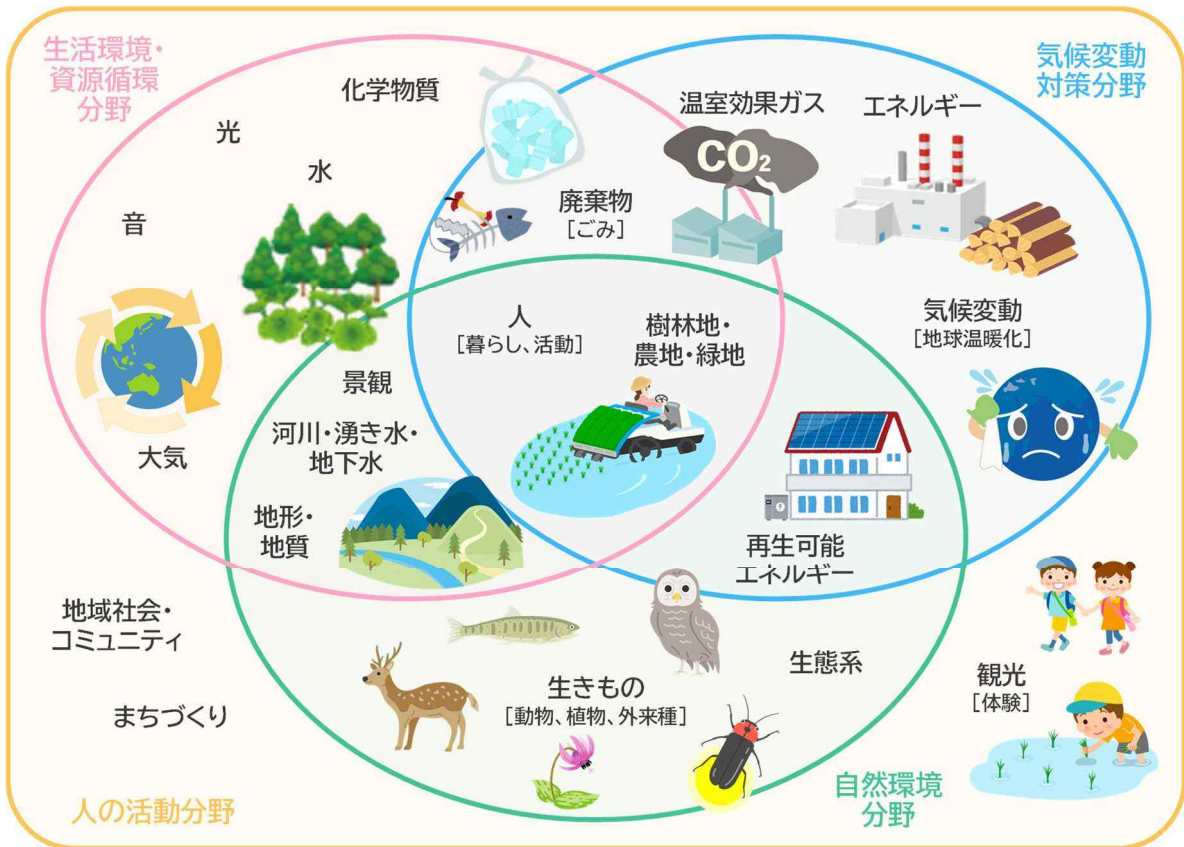 生活環境・
資源循環
分野
気候変動
対策分野
化学物質
光
水
音
大気
温室効果ガス
CO₂
エネルギー
廃棄物
［ごみ］
気候変動
［地球温暖化］
人
［暮らし、活動］
樹林地・
農地・緑地
景観
河川・湧き水・
地下水
地形・
地質
再生可能
エネルギー
地域社会・
コミュニティ
まちづくり
生きもの
［動物、植物、外来種］
生態系
観光
［体験］
人の活動分野
自然環境
分野